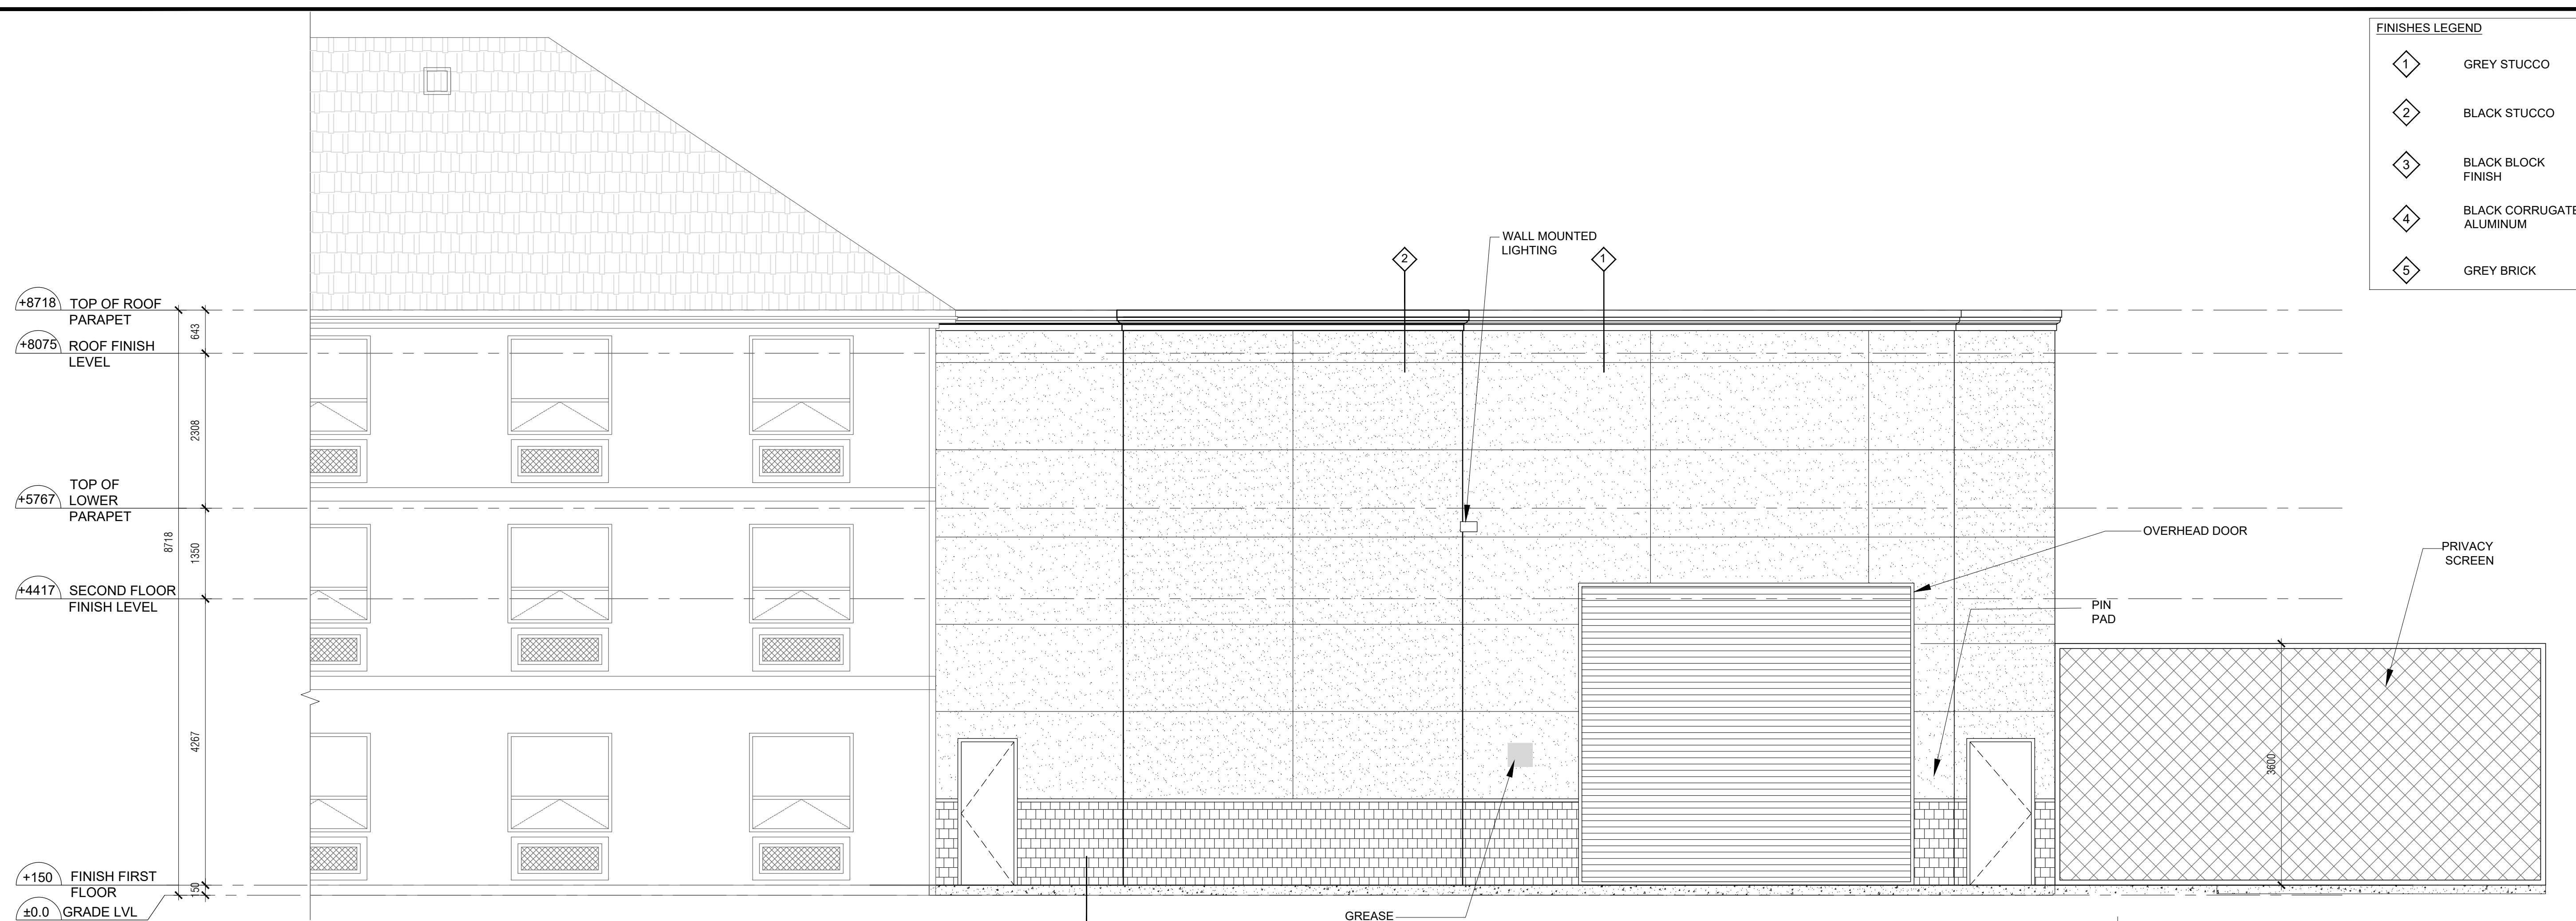 FINISHES LEGEND
1 GREY STUCCO
2 BLACK STUCCO
3 BLACK BLOCK
FINISH
4 BLACK CORRUGATE
ALUMINUM
5 GREY BRICK
WALL MOUNTED
LIGHTING
2
1
+8718 TOP OF ROOF
PARAPET
643
+8075 ROOF FINISH
LEVEL
2308
+5767 TOP OF
LOWER
PARAPET
8718
1350
OVERHEAD DOOR
PRIVACY
SCREEN
+4417 SECOND FLOOR
FINISH LEVEL
PIN
PAD
4267
3600
+150 FINISH FIRST
FLOOR
150
±0.0 GRADE LVL
GREASE